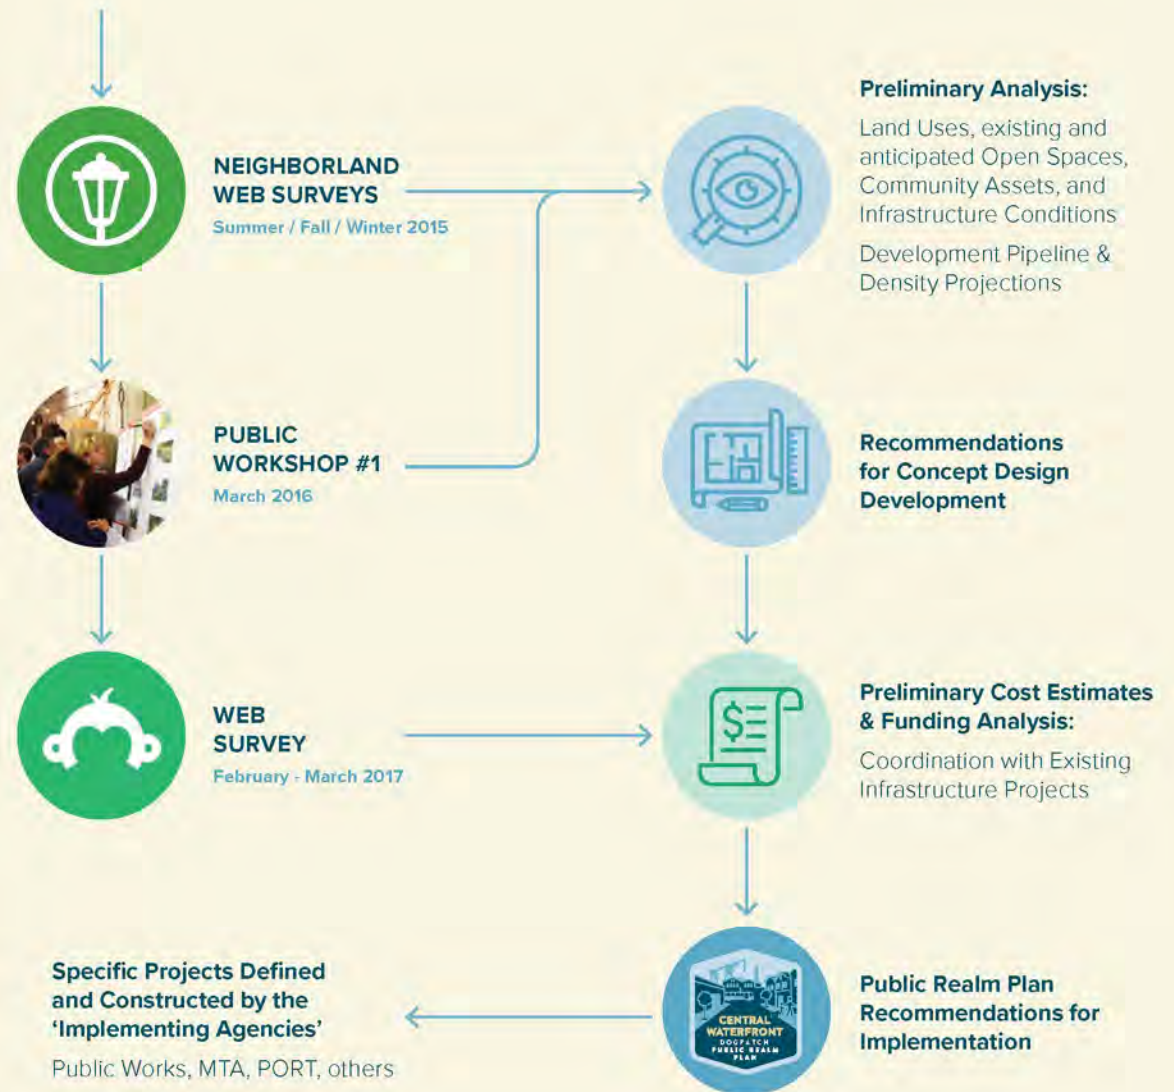 NEIGHBORLAND
WEB SURVEYS
Summer / Fall / Winter 2015
Preliminary Analysis:
Land Uses, existing and
anticipated Open Spaces,
Community Assets, and
Infrastructure Conditions
Development Pipeline &
Density Projections
PUBLIC
WORKSHOP #1
March 2016
Recommendations
for Concept Design
Development
WEB
SURVEY
February - March 2017
$
Preliminary Cost Estimates
& Funding Analysis:
Coordination with Existing
Infrastructure Projects
Specific Projects Defined
and Constructed by the
‘Implementing Agencies’
Public Works, MTA, PORT, others
CENTRAL
WATERFRONT
DOGPATCH
PUBLIC REALM
PLAN
Public Realm Plan
Recommendations for
Implementation